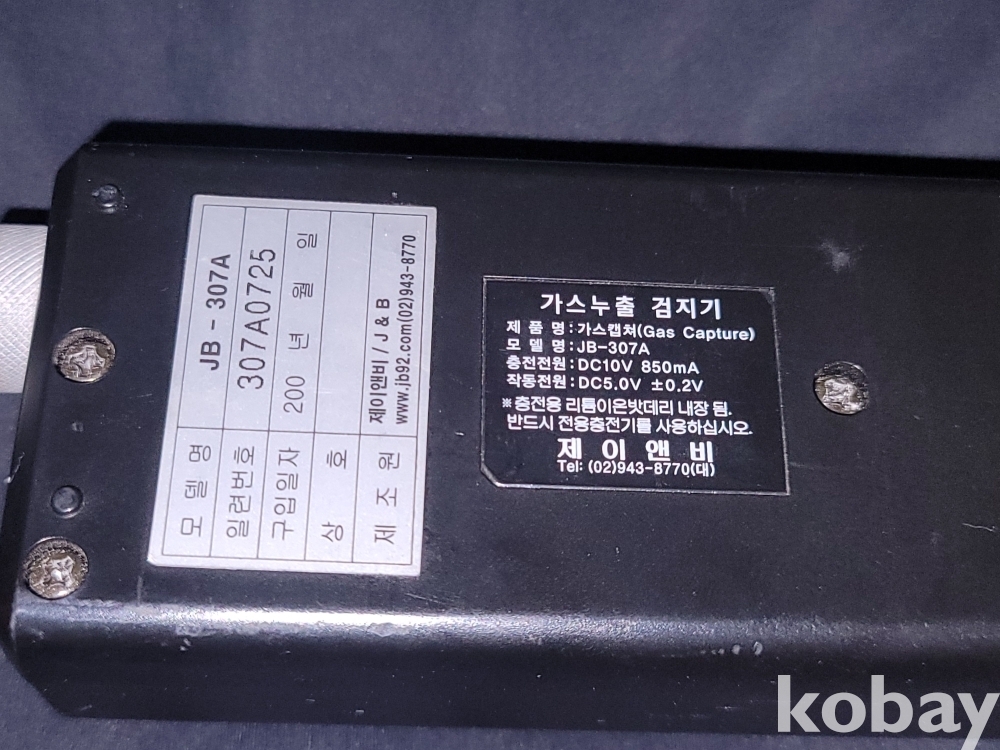 모 델 명 JB - 307A
일련번호 307A0725
구입일자 200 년 월 일
상 호
제 조 원 제이앤비 / J & B
www.jb92.com(02)943-8770
가스누출 검지기
제 품 명 : 가스캡쳐(Gas Capture)
모 델 명 : JB-307A
충전전원 : DC10V 850mA
작동전원 : DC5.0V ±0.2V
※충전용 리튬이온밧데리 내장 됨.
반드시 전용충전기를 사용하십시오.
제 이 앤 비
Tel: (02)943-8770(대)
kobay